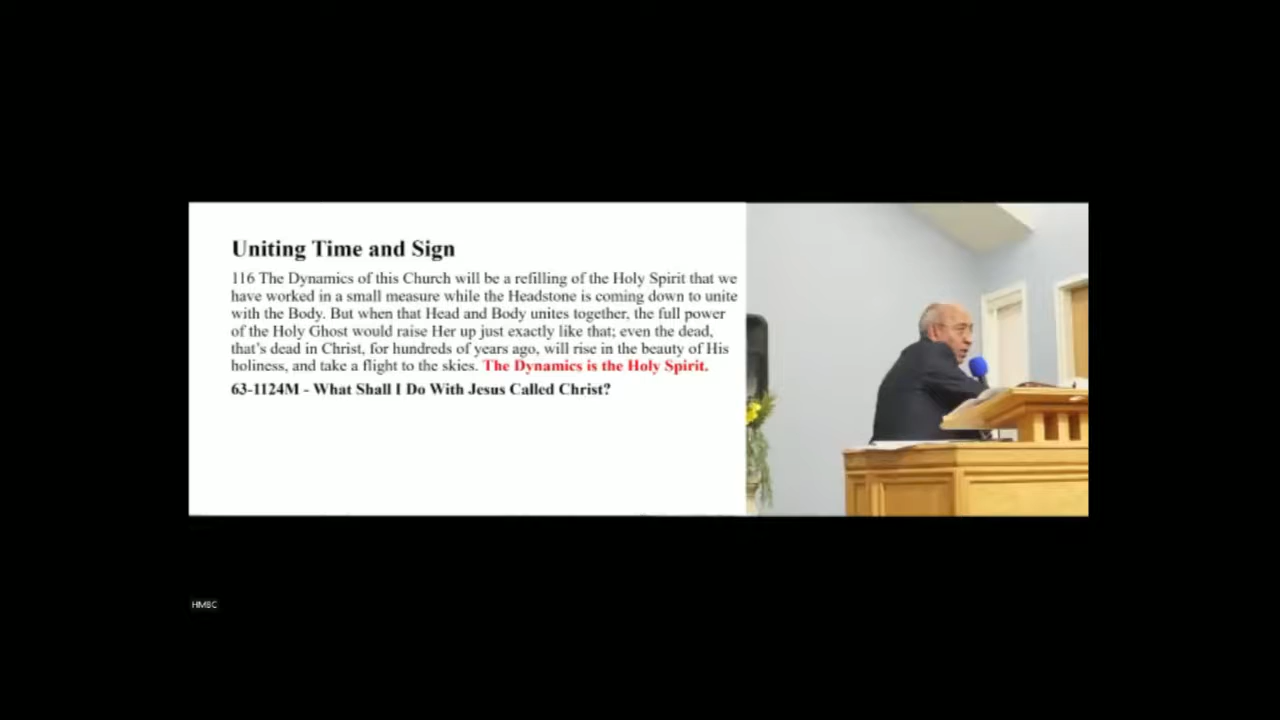 Uniting Time and Sign
116 The Dynamics of this Church will be a refilling of the Holy Spirit that we
have worked in a small measure while the Headstone is coming down to unite
with the Body. But when that Head and Body unites together, the full power
of the Holy Ghost would raise Her up just exactly like that; even the dead,
that's dead in Christ, for hundreds of years ago, will rise in the beauty of His
holiness, and take a flight to the skies. The Dynamics is the Holy Spirit.
63-1124M - What Shall I Do With Jesus Called Christ?
HMBC